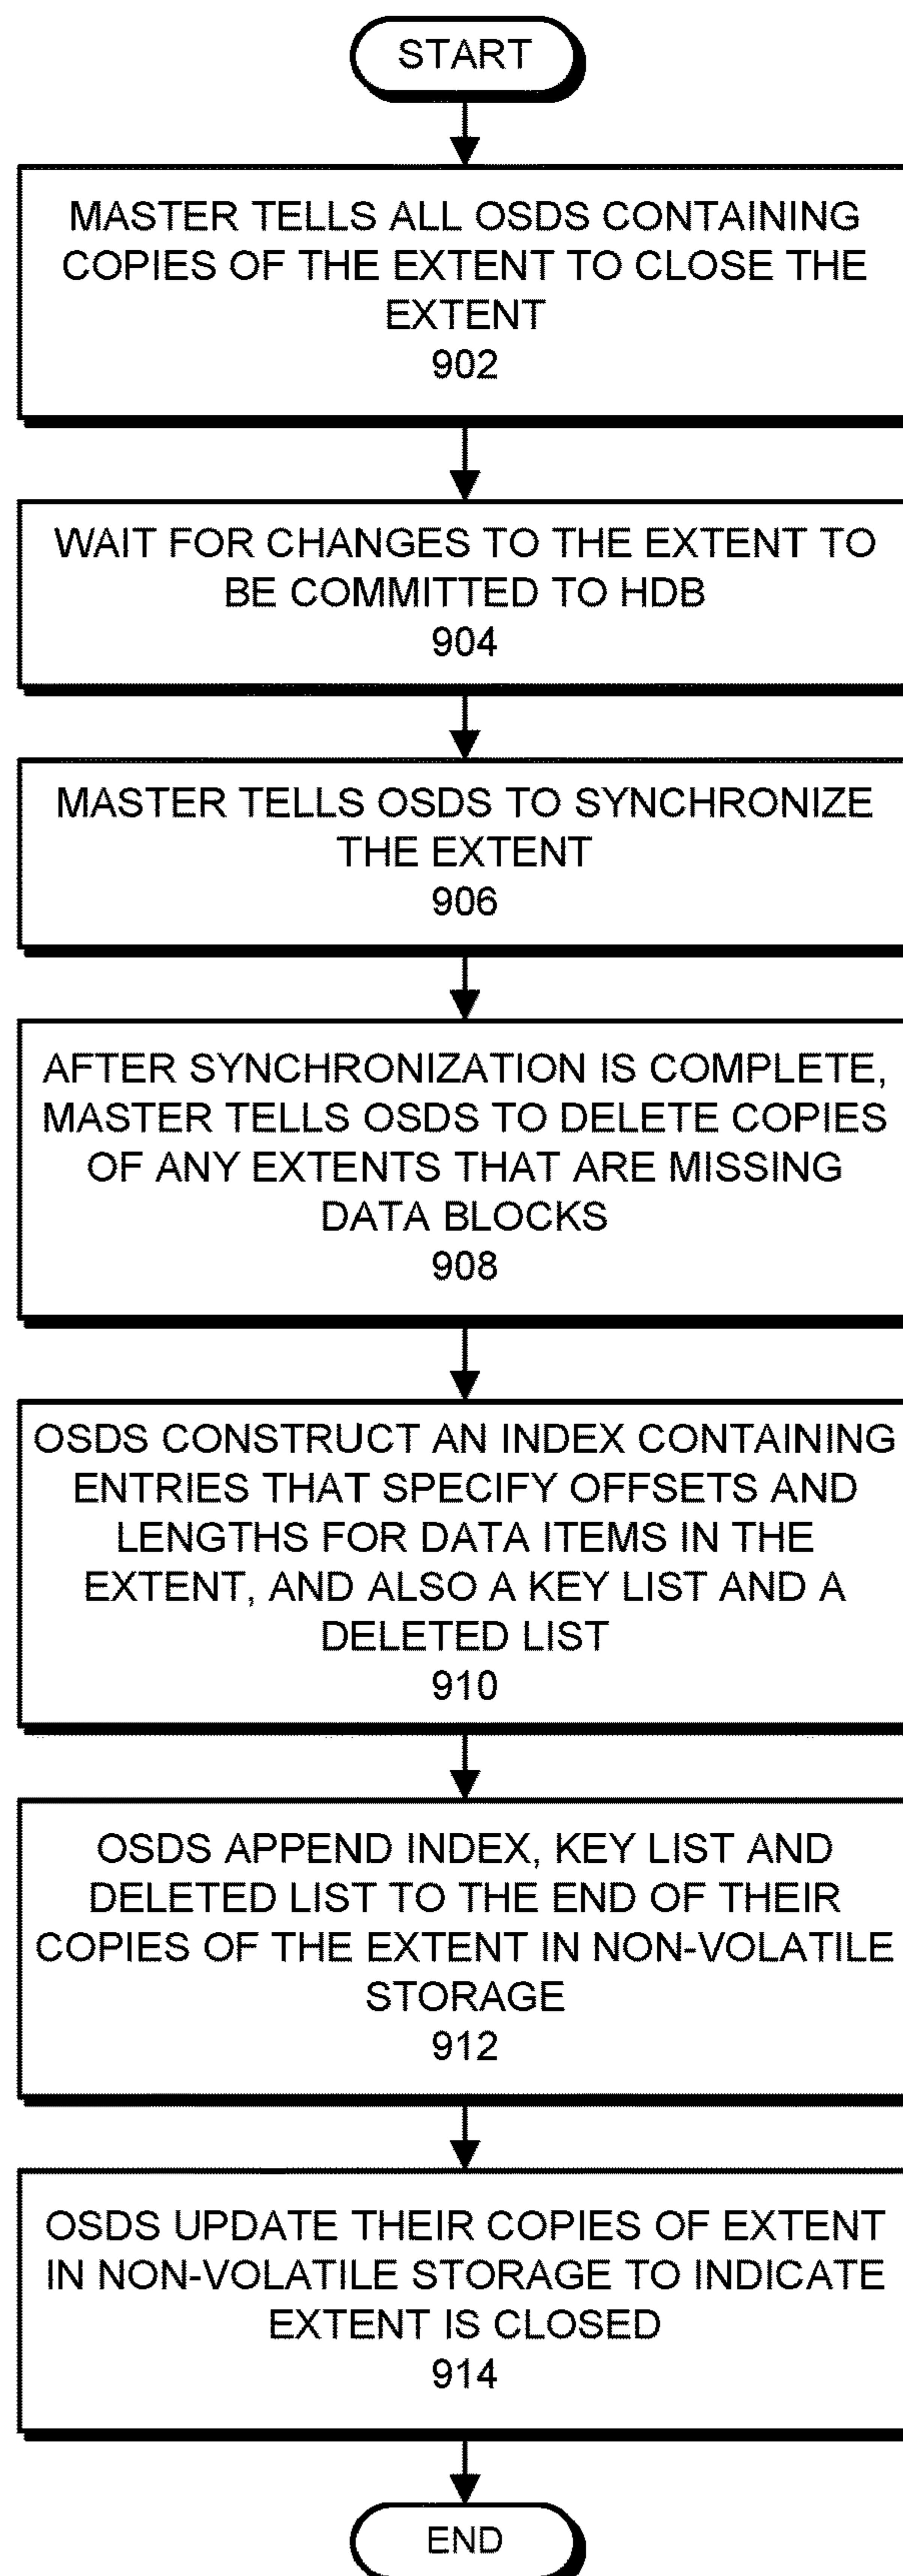 START
MASTER TELLS ALL OSDS CONTAINING
COPIES OF THE EXTENT TO CLOSE THE
EXTENT
902
WAIT FOR CHANGES TO THE EXTENT TO
BE COMMITTED TO HDB
904
MASTER TELLS OSDS TO SYNCHRONIZE
THE EXTENT
906
AFTER SYNCHRONIZATION IS COMPLETE,
MASTER TELLS OSDS TO DELETE COPIES
OF ANY EXTENTS THAT ARE MISSING
DATA BLOCKS
908
OSDS CONSTRUCT AN INDEX CONTAINING
ENTRIES THAT SPECIFY OFFSETS AND
LENGTHS FOR DATA ITEMS IN THE
EXTENT, AND ALSO A KEY LIST AND A
DELETED LIST
910
OSDS APPEND INDEX, KEY LIST AND
DELETED LIST TO THE END OF THEIR
COPIES OF THE EXTENT IN NON-VOLATILE
STORAGE
912
OSDS UPDATE THEIR COPIES OF EXTENT
IN NON-VOLATILE STORAGE TO INDICATE
EXTENT IS CLOSED
914
END